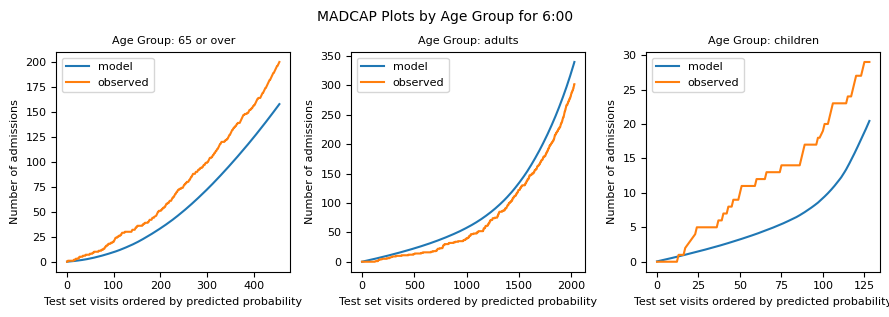 MADCAP Plots by Age Group for 6:00
Age Group: 65 or over
Number of admissions
200
175
150
125
100
75
50
25
0
model
observed
0
100
200
300
400
Test set visits ordered by predicted probability
Age Group: adults
Number of admissions
350
300
250
200
150
100
50
0
model
observed
0
500
1000
1500
2000
Test set visits ordered by predicted probability
Age Group: children
Number of admissions
30
25
20
15
10
5
0
model
observed
0
25
50
75
100
125
Test set visits ordered by predicted probability